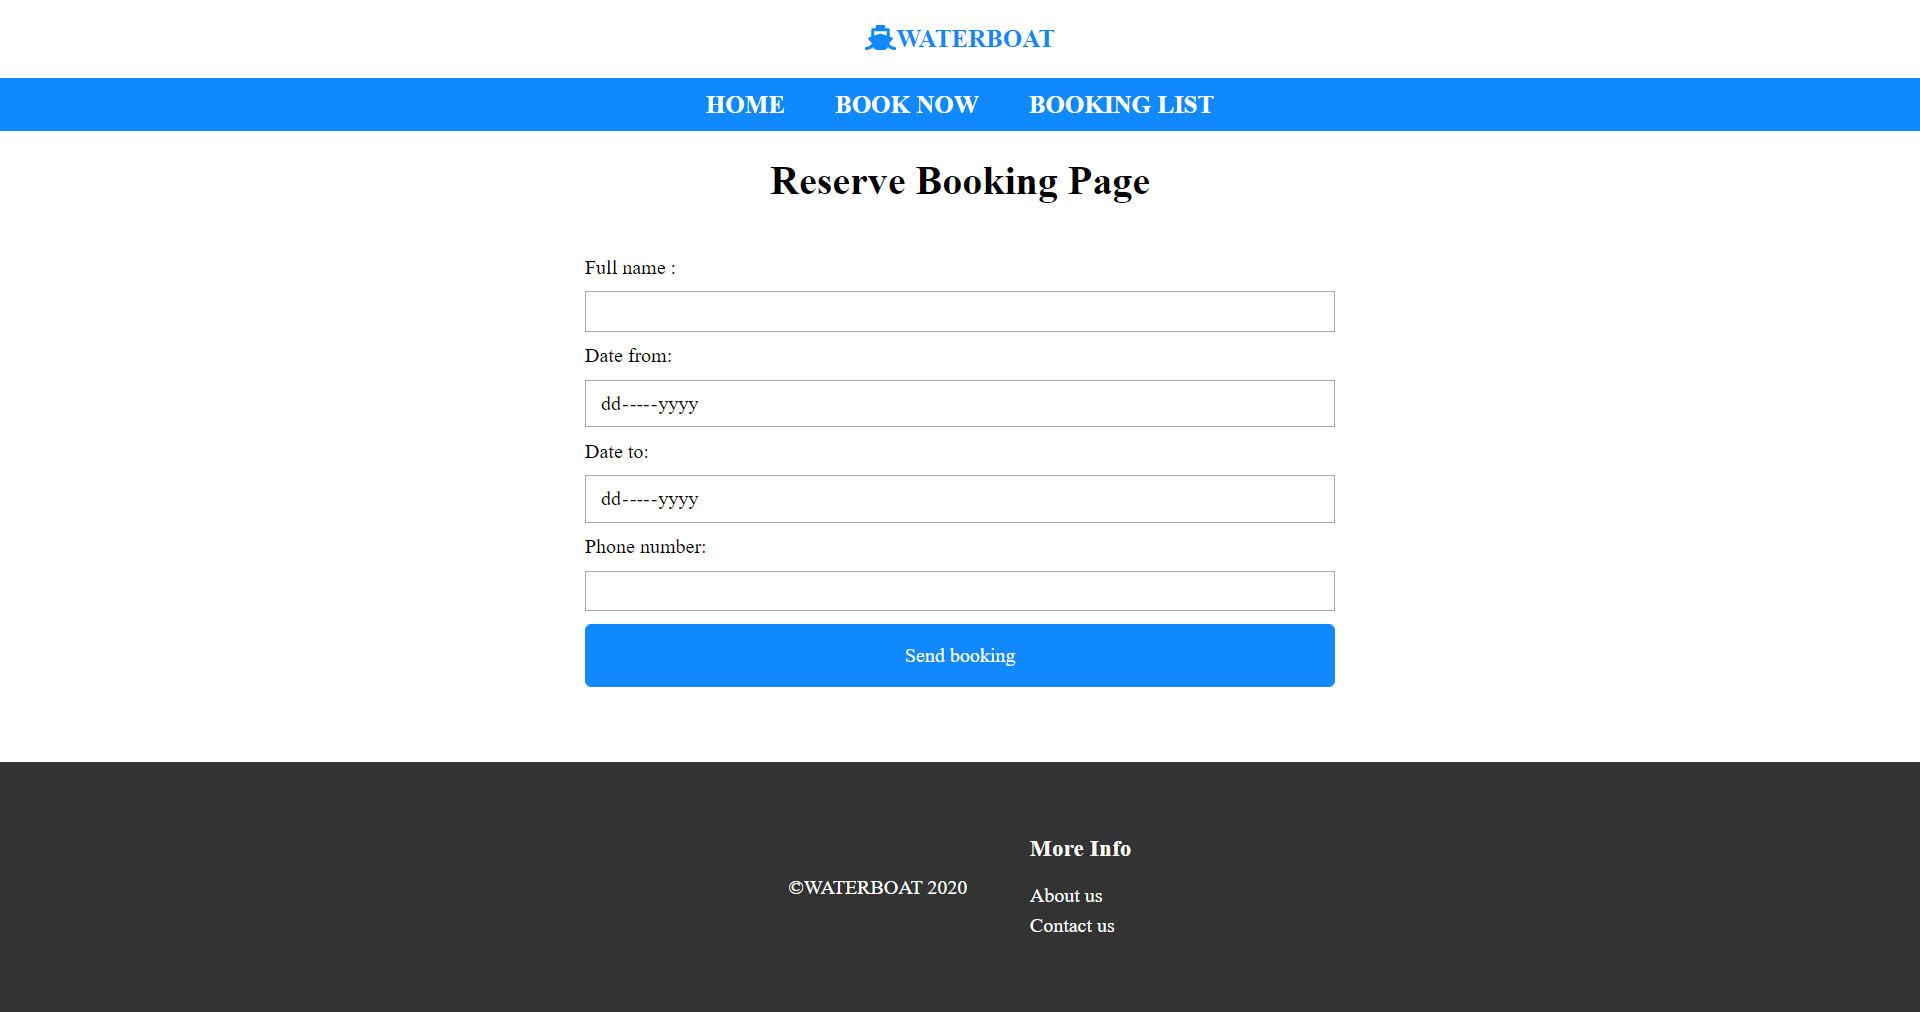 WATERBOAT
HOME BOOK NOW BOOKING LIST
Reserve Booking Page
Full name :
Date from:
dd-----yyyy
Date to:
dd-----yyyy
Phone number:
Send booking
©WATERBOAT 2020
More Info
About us
Contact us